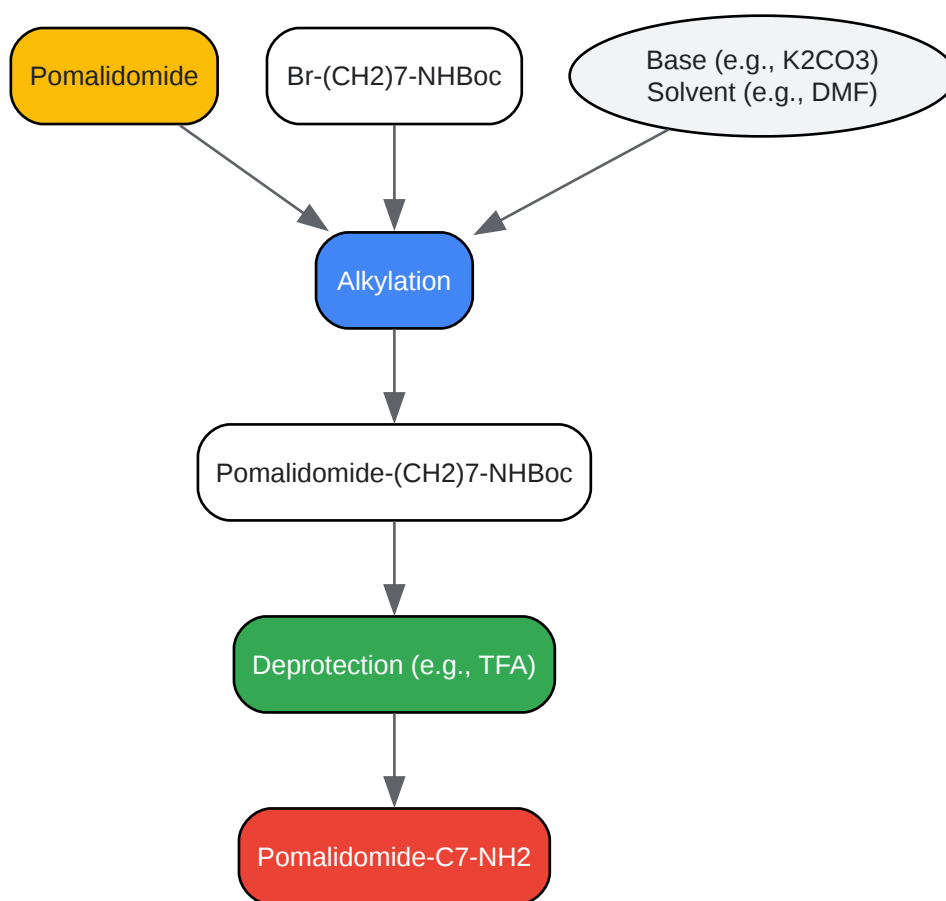 Pomalidomide
Br-(CH2)7-NHBoc
Base (e.g., K2CO3)
Solvent (e.g., DMF)
Alkylation
Pomalidomide-(CH2)7-NHBoc
Deprotection (e.g., TFA)
Pomalidomide-C7-NH2